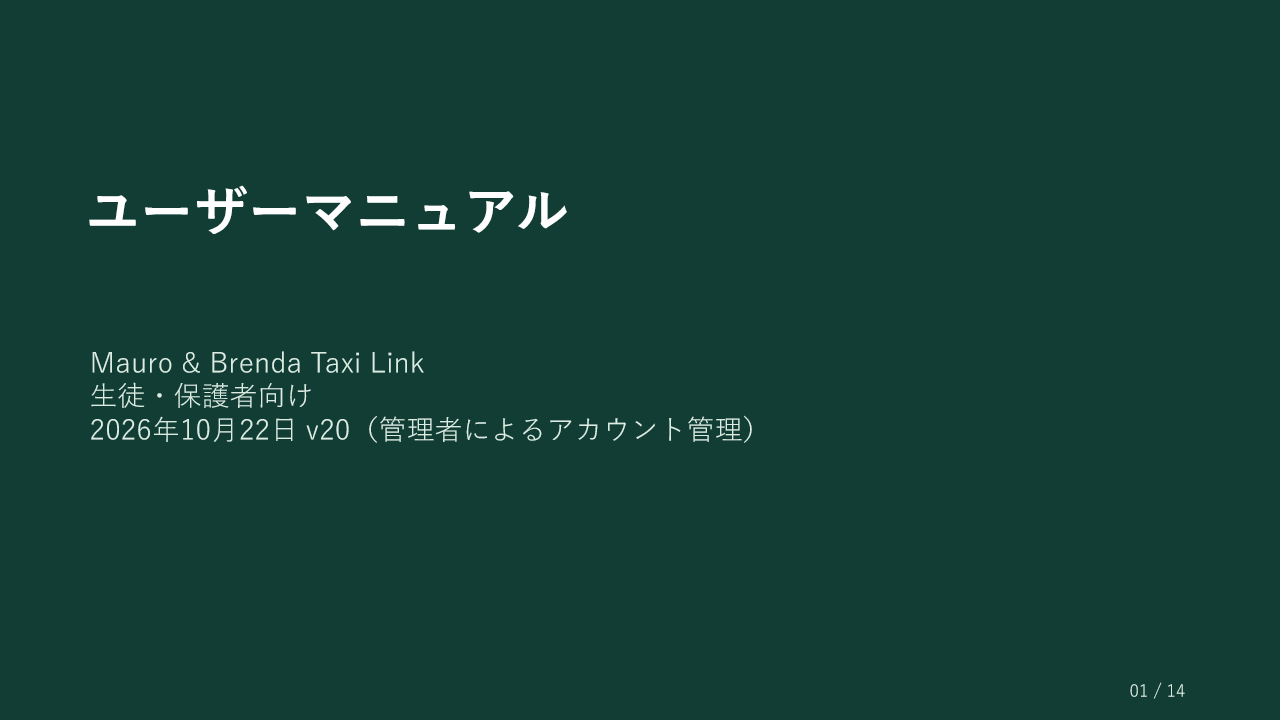 ユーザーマニュアル
Mauro & Brenda Taxi Link
生徒・保護者向け
2026年10月22日 v20（管理者によるアカウント管理）
01 / 14